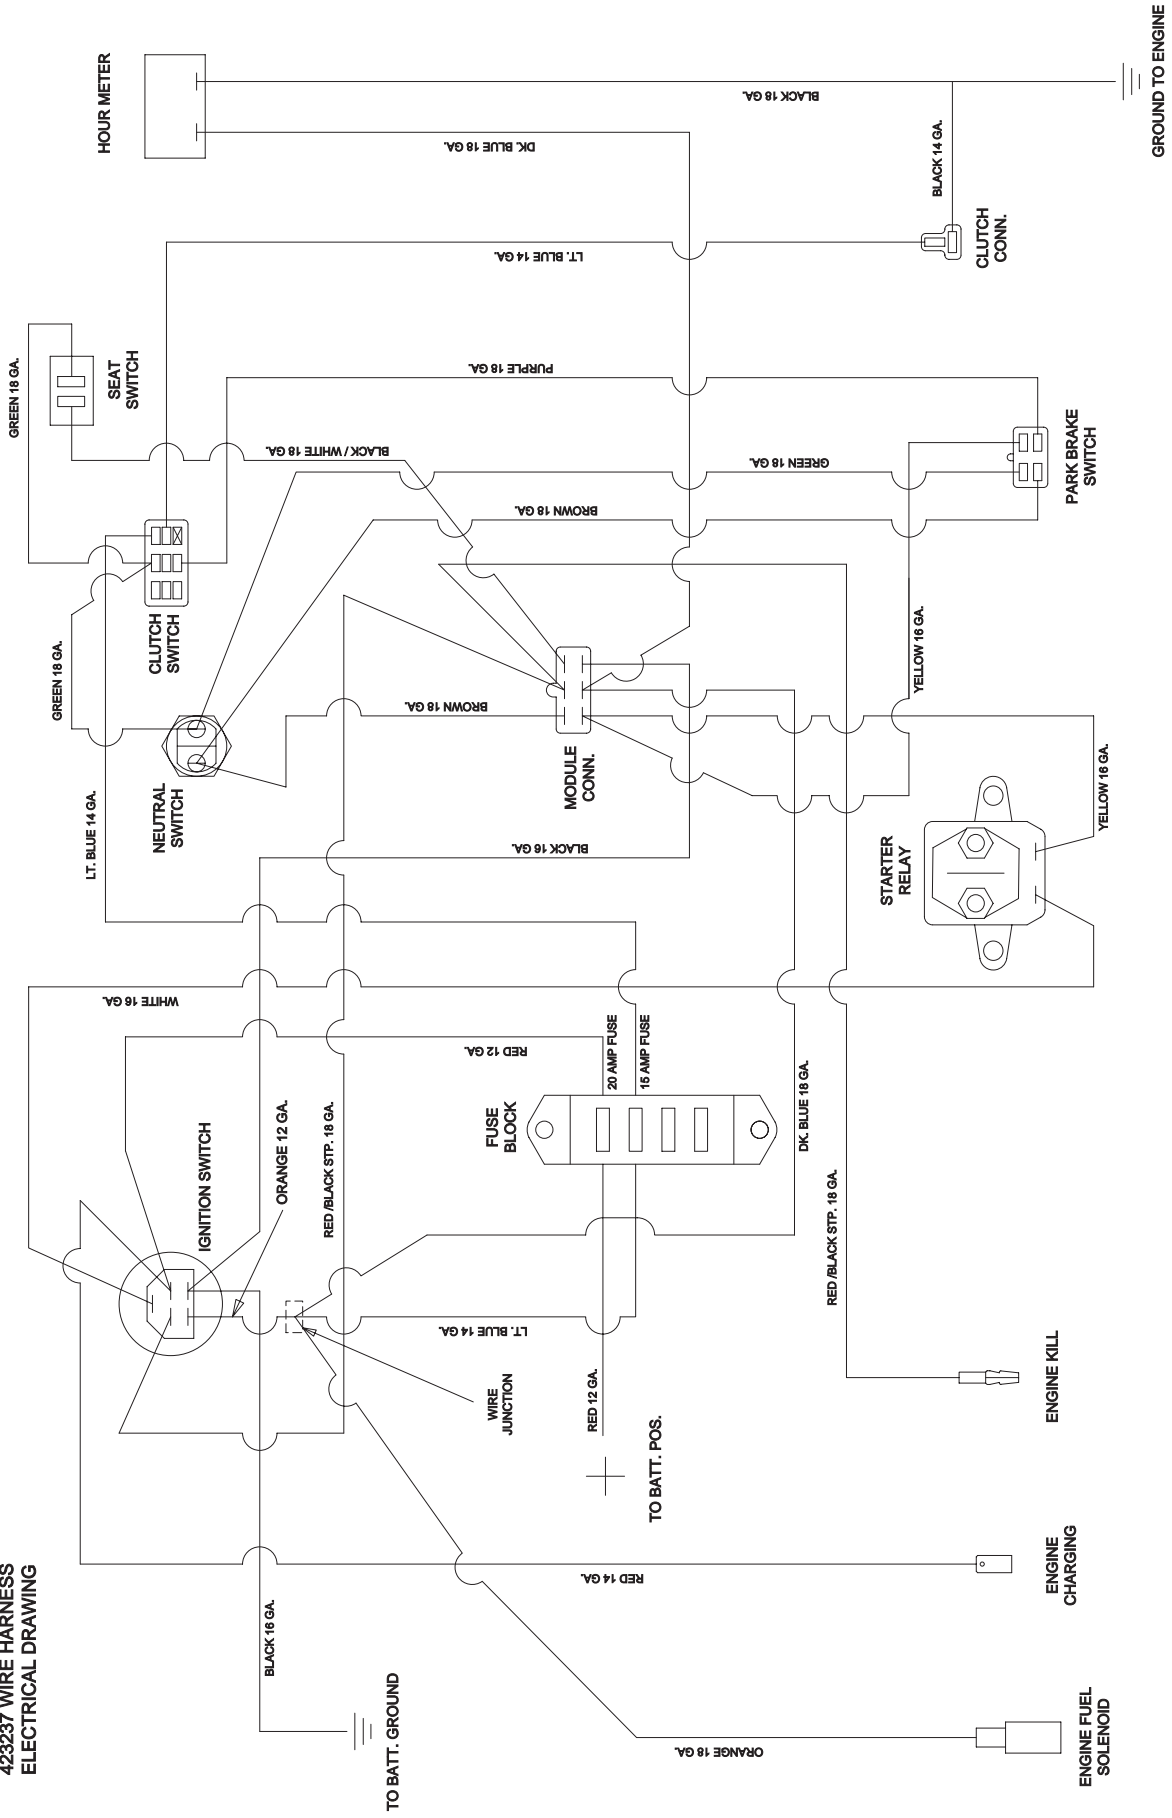 423237 WIRE HARNESS
ELECTRICAL DRAWING
HOUR METER
BLACK 18 GA.
DK. BLUE 18 GA.
GROUND TO ENGINE
BLACK 14 GA.
CLUTCH
CONN.
LT. BLUE 14 GA.
GREEN 18 GA.
SEAT
SWITCH
PURPLE 18 GA.
BLACK / WHITE 18 GA.
GREEN 18 GA.
BROWN 18 GA.
PARK BRAKE
SWITCH
CLUTCH
SWITCH
GREEN 18 GA.
NEUTRAL
SWITCH
BROWN 18 GA.
MODULE
CONN.
YELLOW 16 GA.
YELLOW 16 GA.
LT. BLUE 14 GA.
BLACK 16 GA.
STARTER
RELAY
WHITE 16 GA.
RED 12 GA.
20 AMP FUSE
15 AMP FUSE
FUSE
BLOCK
DK. BLUE 18 GA.
IGNITION SWITCH
ORANGE 12 GA.
RED /BLACK STP. 18 GA.
RED /BLACK STP. 18 GA.
LT. BLUE 14 GA.
WIRE
JUNCTION
RED 12 GA.
TO BATT. POS.
ENGINE KILL
RED 14 GA.
ENGINE
CHARGING
BLACK 16 GA.
TO BATT. GROUND
ORANGE 18 GA.
ENGINE FUEL
SOLENOID